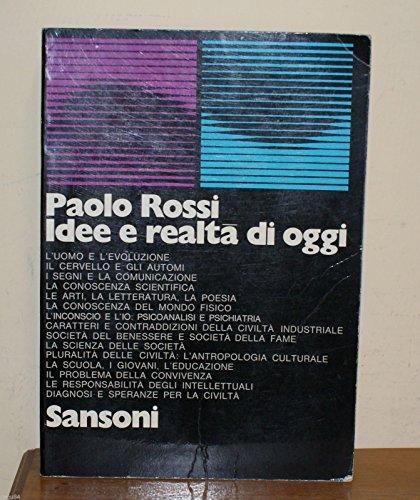 Paolo Rossi
Idee e realtā di oggi
L'UOMO E L'EVOLUZIONE
IL CERVELLO E GLI AUTOMI
I SEGNI E LA COMUNICAZIONE
LA CONOSCENZA SCIENTIFICA
LE ARTI, LA LETTERATURA, LA POESIA
LA CONOSCENZA DEL MONDO FISICO
L'INCONSCIO E L'IO: PSICOANALISI E PSICHIATRIA
CARATTERI E CONTRADDIZIONI DELLA CIVILTÀ INDUSTRIALE
SOCIETÀ DEL BENESSERE E SOCIETÀ DELLA FAME
LA SCIENZA DELLE SOCIETÀ
PLURALITÀ DELLE CIVILTÀ: L'ANTROPOLOGIA CULTURALE
LA SCUOLA, I GIOVANI, L'EDUCAZIONE
IL PROBLEMA DELLA CONVIVENZA
LE RESPONSABILITÀ DEGLI INTELLETTUALI
DIAGNOSI E SPERANZE PER LA CIVILTÀ
Sansoni